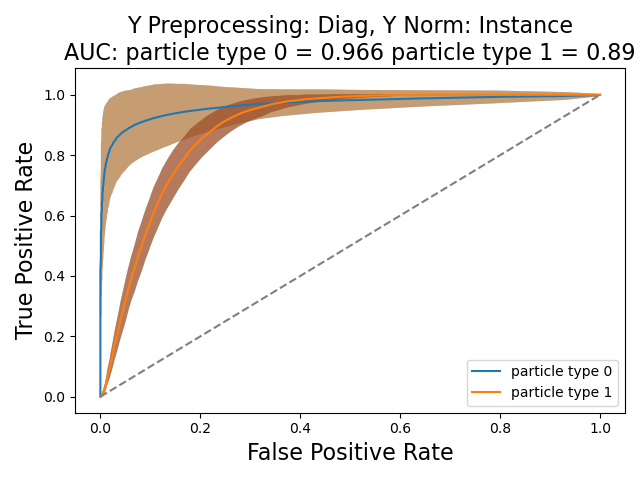 Y Preprocessing: Diag, Y Norm: Instance
AUC: particle type 0 = 0.966 particle type 1 = 0.89
True Positive Rate
1.0
0.8
0.6
0.4
0.2
0.0
particle type 0
particle type 1
0.0 0.2 0.4 0.6 0.8 1.0
False Positive Rate